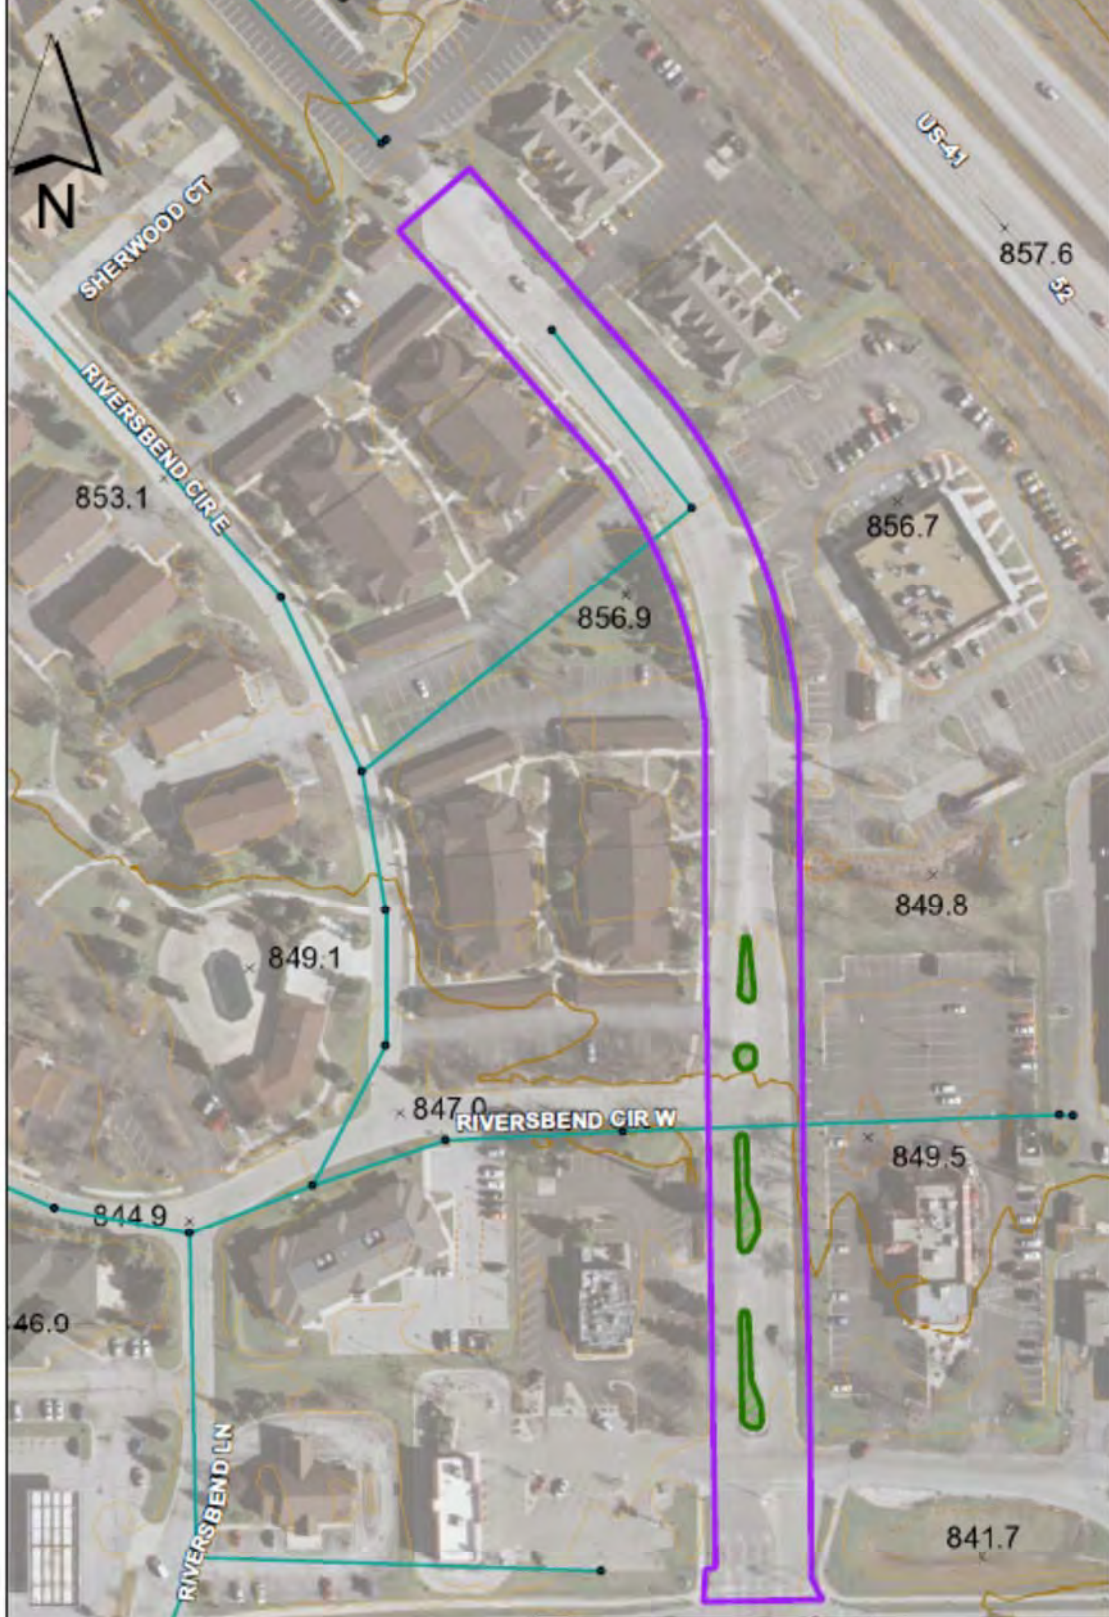 US-41
N
SHERWOOD CT
857.6
52
RIVERSBEND CIR E
853.1
856.7
856.9
849.8
849.1
847.0
RIVERSBEND CIR W
849.5
844.9
46.9
RIVERSBEND LN
841.7